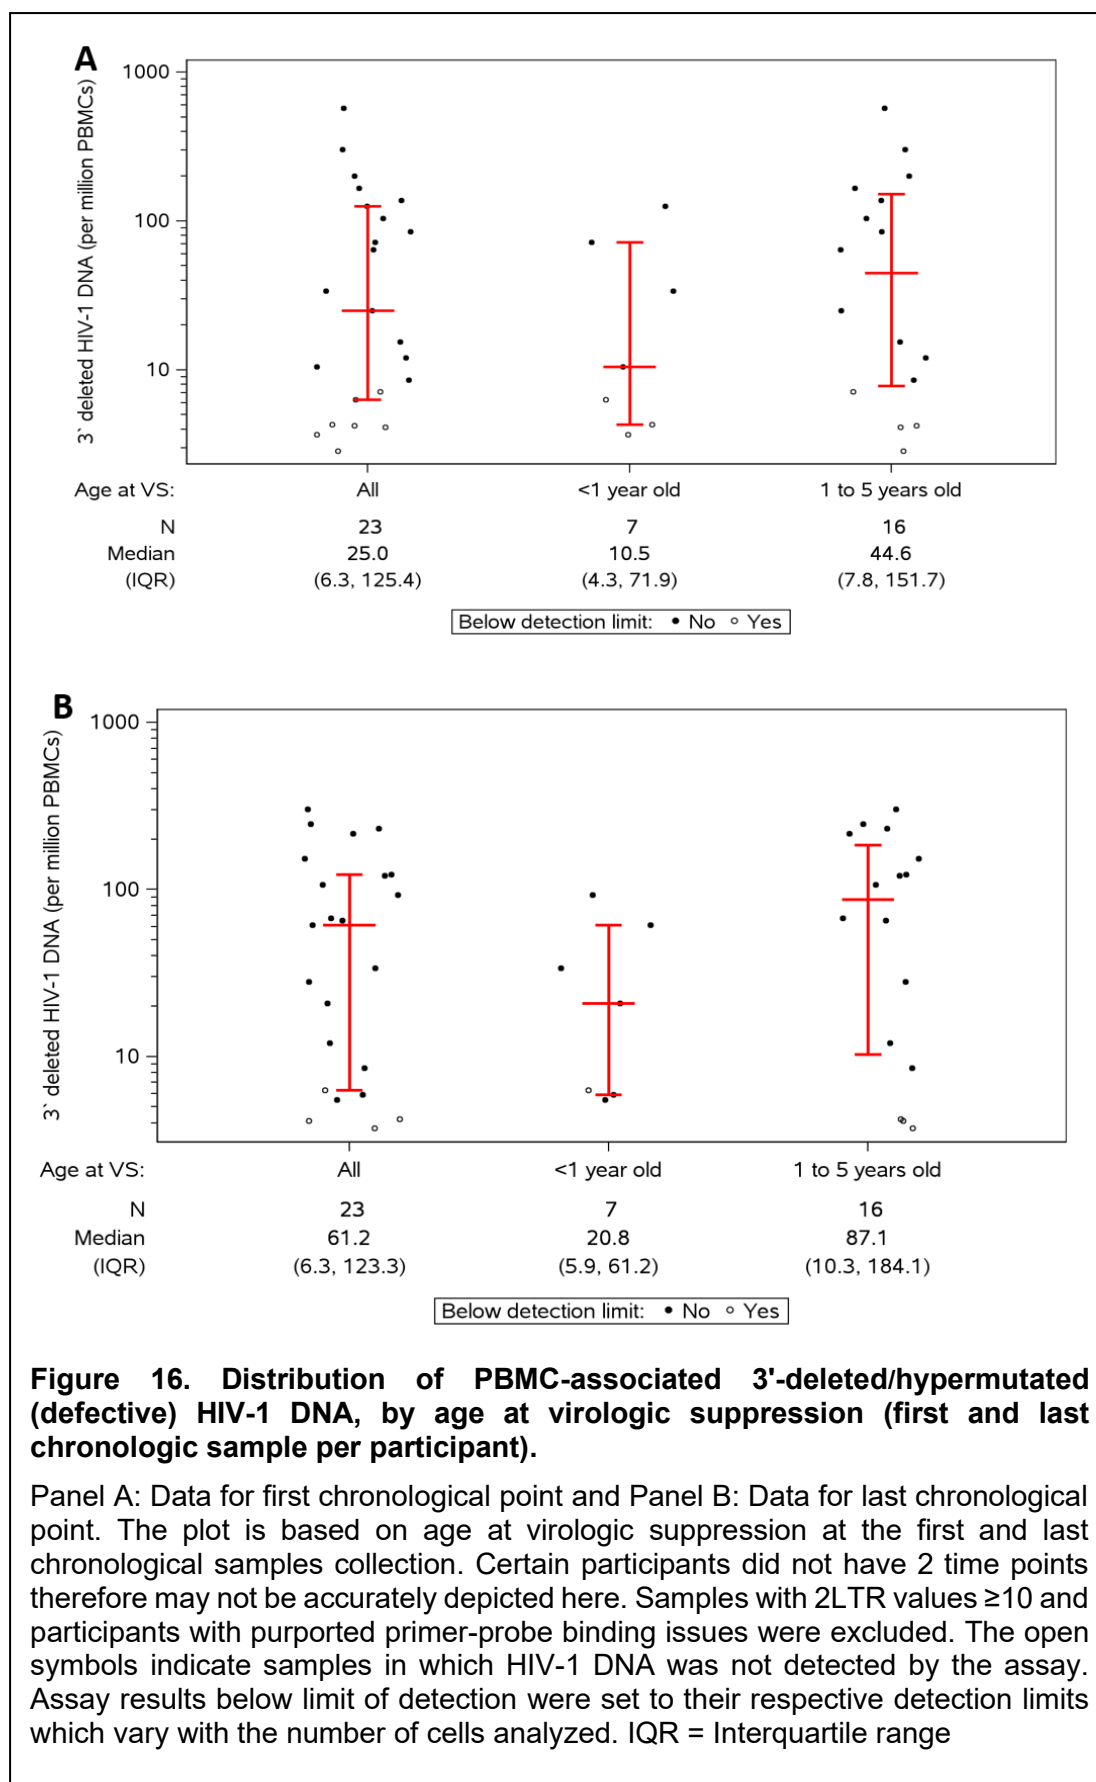 A
3` deleted HIV-1 DNA (per million PBMCs)
1000
100
10
Age at VS: All <1 year old 1 to 5 years old
N 23 7 16
Median 25.0 10.5 44.6
(IQR) (6.3, 125.4) (4.3, 71.9) (7.8, 151.7)
Below detection limit: • No ○ Yes
B
3` deleted HIV-1 DNA (per million PBMCs)
1000
100
10
Age at VS: All <1 year old 1 to 5 years old
N 23 7 16
Median 61.2 20.8 87.1
(IQR) (6.3, 123.3) (5.9, 61.2) (10.3, 184.1)
Below detection limit: • No ○ Yes
Figure 16. Distribution of PBMC-associated 3'-deleted/hypermutated
(defective) HIV-1 DNA, by age at virologic suppression (first and last
chronologic sample per participant).
Panel A: Data for first chronological point and Panel B: Data for last chronological
point. The plot is based on age at virologic suppression at the first and last
chronological samples collection. Certain participants did not have 2 time points
therefore may not be accurately depicted here. Samples with 2LTR values ≥10 and
participants with purported primer-probe binding issues were excluded. The open
symbols indicate samples in which HIV-1 DNA was not detected by the assay.
Assay results below limit of detection were set to their respective detection limits
which vary with the number of cells analyzed. IQR = Interquartile range